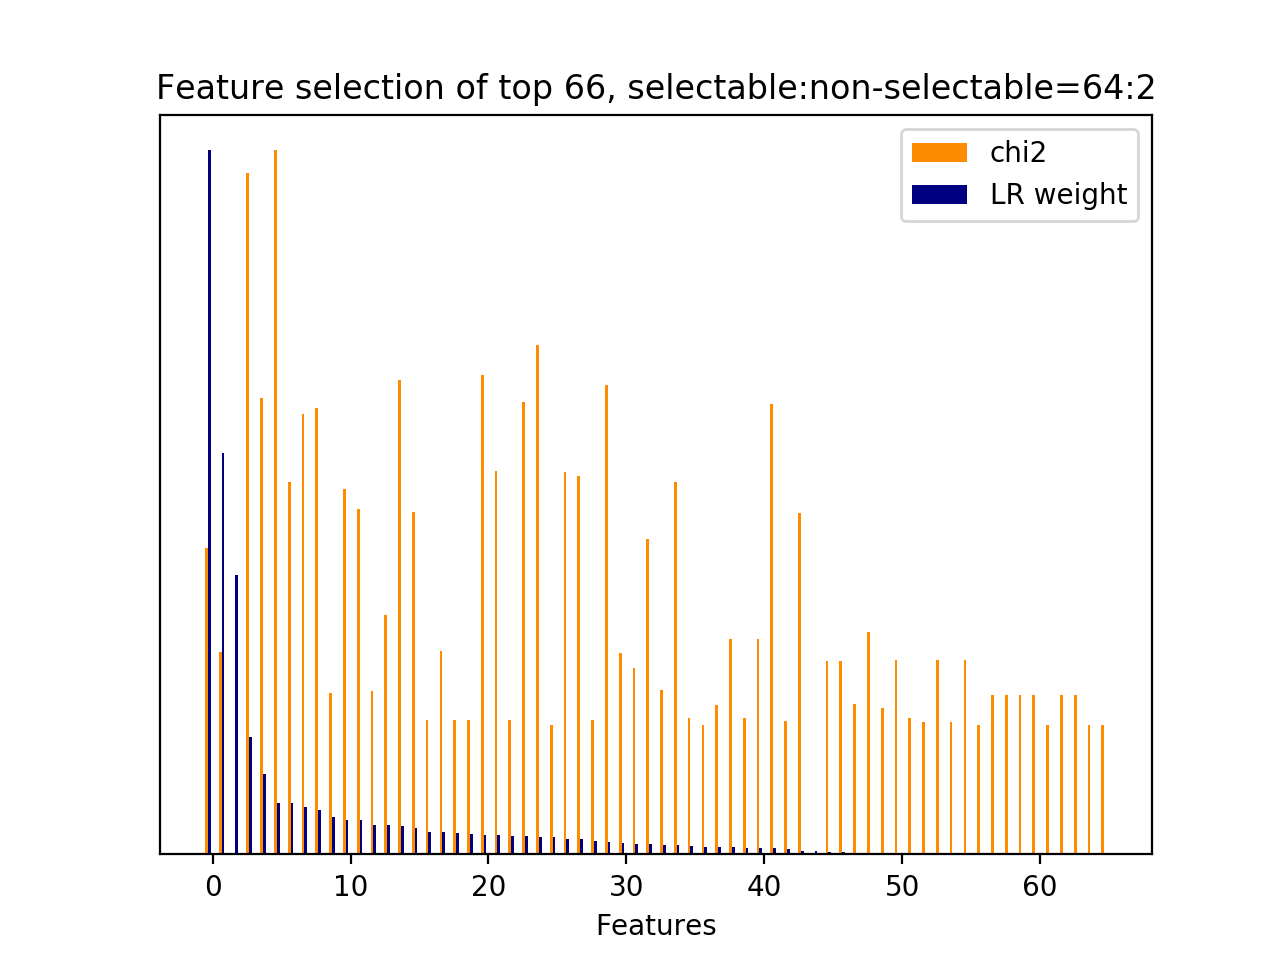 Feature selection of top 66, selectable:non-selectable=64:2
chi2
LR weight
0 10 20 30 40 50 60
Features